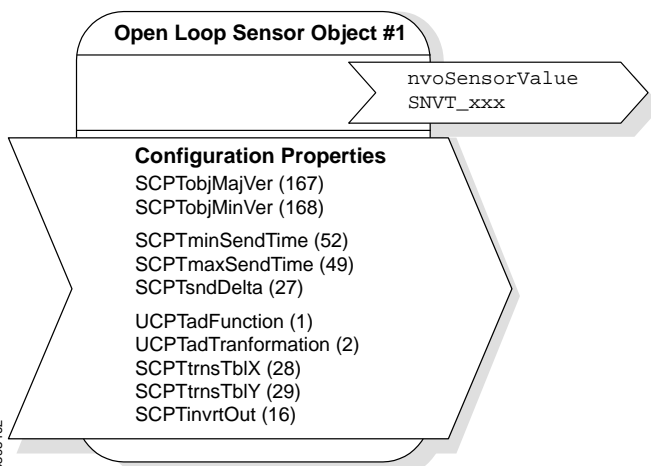 Open Loop Sensor Object #1
nvoSensorValue
SNVT_xxx
Configuration Properties
SCPTobjMajVer (167)
SCPTobjMinVer (168)
SCPTminSendTime (52)
SCPTmaxSendTime (49)
SCPTsndDelta (27)
UCPTadFunction (1)
UCPTadTranformation (2)
SCPTtrnsTblX (28)
SCPTtrnsTblY (29)
SCPTinvrtOut (16)